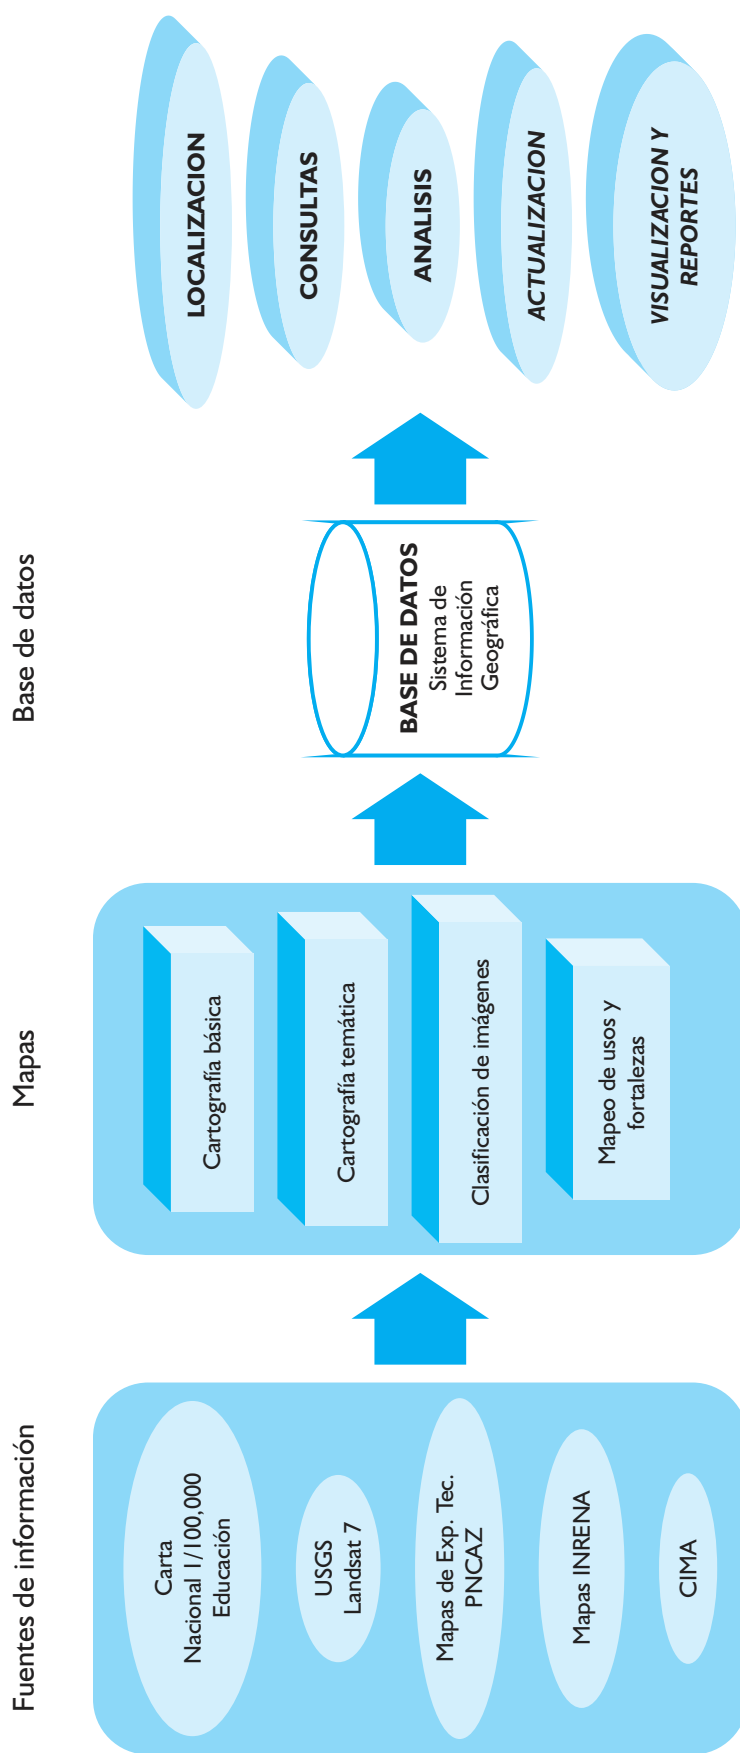 Fuentes de información
Carta
Nacional 1/100,000
Educación
USGS
Landsat 7
Mapas de Exp. Tec.
PNCAZ
Mapas INRENA
CIMA
Mapas
Cartografía básica
Cartografía temática
Clasificación de imágenes
Mapeo de usos y
fortalezas
Base de datos
BASE DE DATOS
Sistema de
Información
Geográfica
LOCALIZACION
CONSULTAS
ANALISIS
ACTUALIZACION
VISUALIZACION Y
REPORTES